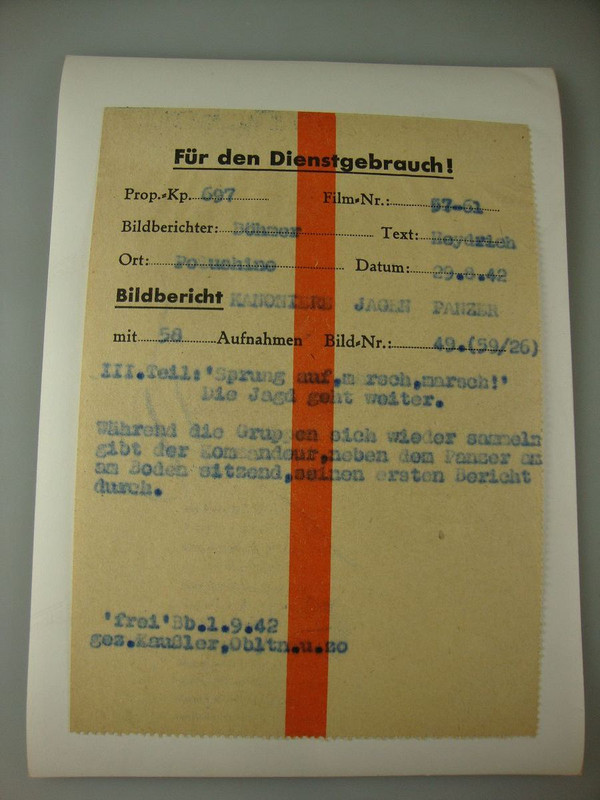 Für den Dienstgebrauch!
Prop.-Kp. 697 Film-Nr.: 57-61
Bildberichter: Böhmer Text: Heydrich
Ort: Datum: 29.8.42
Bildbericht KANONIERE JAGEN PANZER
mit 58 Aufnahmen Bild-Nr.: 49.(59/26)
III.Teil:'Sprung auf,marsch,marsch!'
Die Jagd geht weiter.
Während die Gruppen sich wieder sammeln
gibt der Kommandeur,neben dem Panzer am
am Boden sitzend,seinen ersten Bericht
durch.
'frei'Bb.1.9.42
gez.Kaußler,Obltn.u.zo